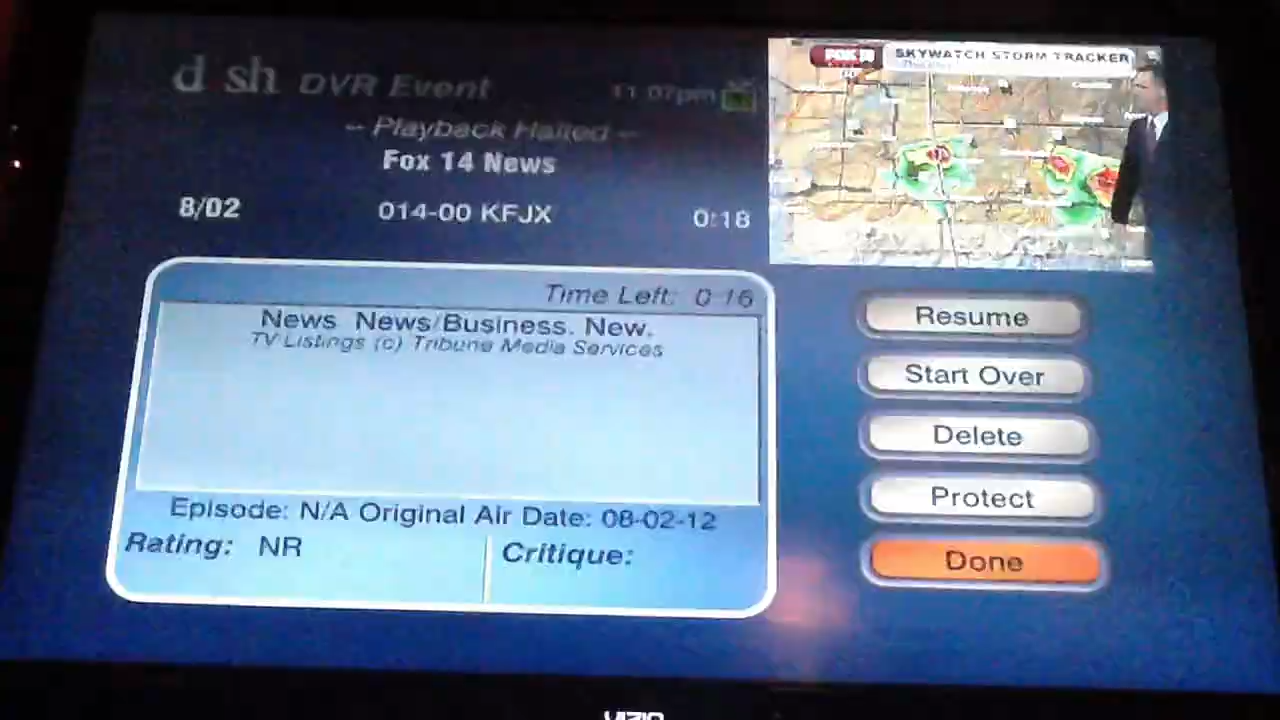 dish DVR Event
11:07pm
-- Playback Halted --
Fox 14 News
8/02 014-00 KFJX 0:18
FOX 14 SKYWATCH STORM TRACKER
Time Left: 0:16
News News/Business. New.
TV Listings (c) Tribune Media Services
Episode: N/A Original Air Date: 08-02-12
Rating: NR
Critique:
Resume
Start Over
Delete
Protect
Done
VIZIO